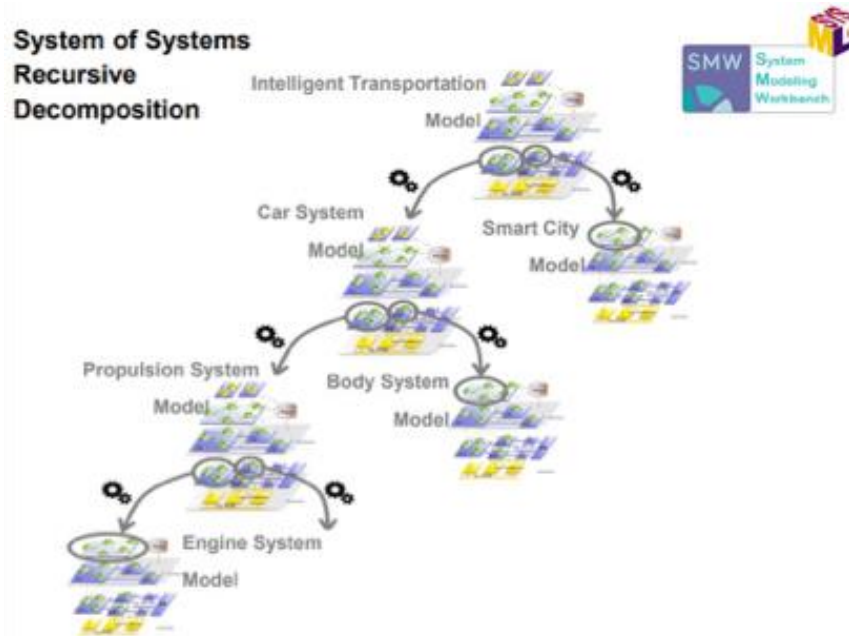 System of Systems
Recursive
Decomposition
SMW
System
Modeling
Workbench
Intelligent Transportation
Model
Car System
Model
Smart City
Model
Propulsion System
Model
Body System
Model
Engine System
Model